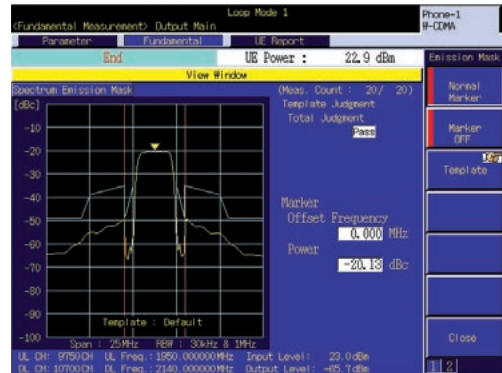 Loop Mode 1
Phone-1
W-CDMA
<Fundamental Measurement> Output Main
Parameter
Fundamental
UE Report
End
UE Power : 22.9 dBm
Emission Mask
View Window
Spectrum Emission Mask
(Meas. Count : 20/ 20)
[dBc]
Template Judgment
Total Judgment
Pass
Normal
Marker
Marker
OFF
Template
-10
-20
-30
-40
-50
-60
-70
-80
-90
-100
Marker
Offset Frequency
0.000 MHz
Power
-20.13 dBc
Template : Default
Span : 25MHz RBW : 30kHz & 1MHz
Close
UL CH: 9750CH UL Freq.: 1950.000000MHz Input Level: 23.0dBm
DL CH: 10700CH DL Freq.: 2140.000000MHz Output Level: -65.7dBm
1 2